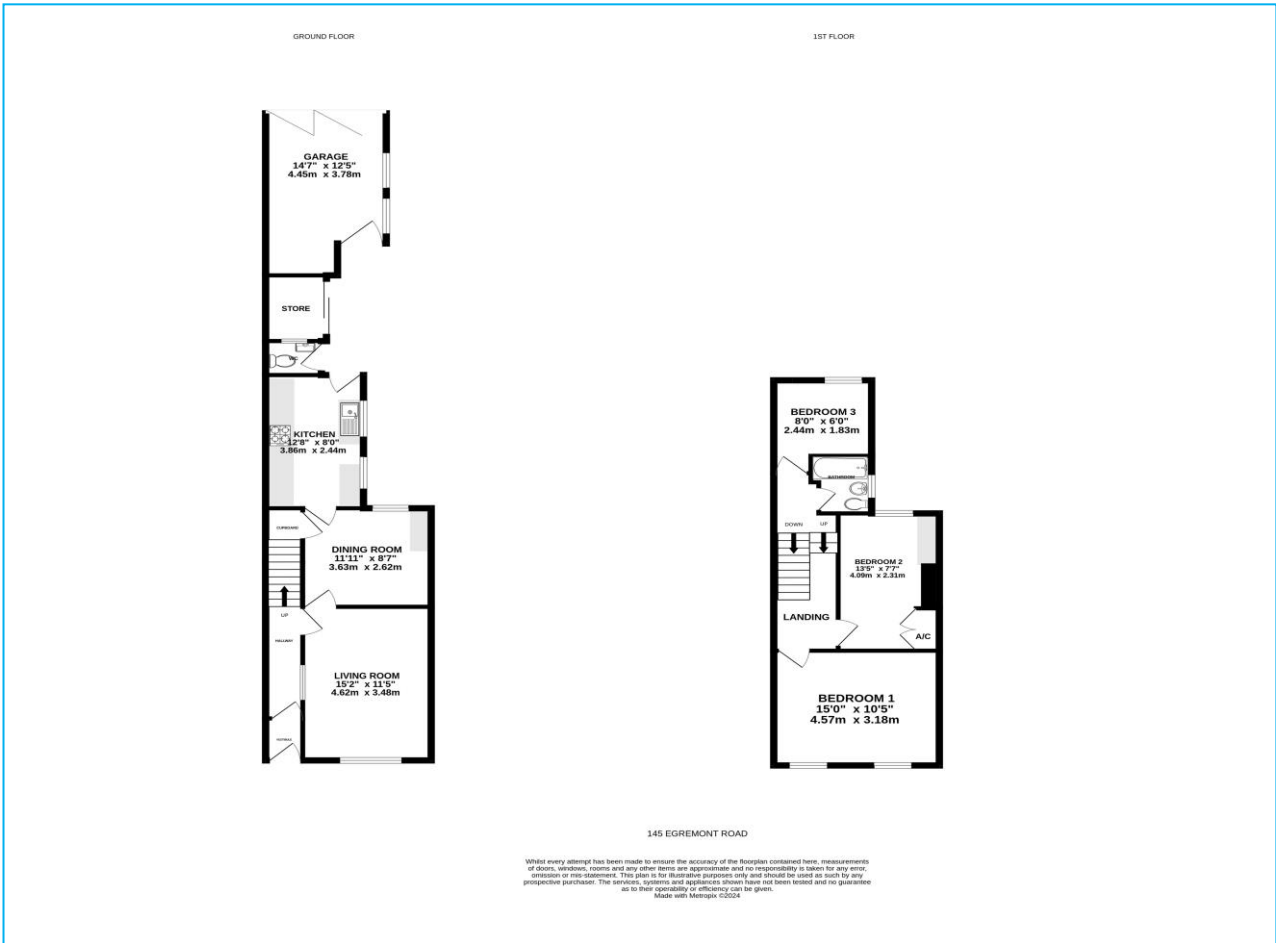 GROUND FLOOR
1ST FLOOR
GARAGE
14'7" x 12'5"
4.45m x 3.78m
STORE
WC
KITCHEN
12'8" x 8'0"
3.86m x 2.44m
CUPBOARD
DINING ROOM
11'11" x 8'7"
3.63m x 2.62m
UP
HALLWAY
LIVING ROOM
15'2" x 11'5"
4.62m x 3.48m
BEDROOM 3
8'0" x 6'0"
2.44m x 1.83m
BATHROOM
DOWN
UP
BEDROOM 2
13'5" x 7'7"
4.09m x 2.31m
LANDING
A/C
BEDROOM 1
15'0" x 10'5"
4.57m x 3.18m
145 EGREMONT ROAD
Whilst every attempt has been made to ensure the accuracy of the floorplan contained here, measurements
of doors, windows, rooms and any other items are approximate and no responsibility is taken for any error,
omission or mis-statement. This plan is for illustrative purposes only and should be used as such by any
prospective purchaser. The services, systems and appliances shown have not been tested and no guarantee
as to their operability or efficiency can be given.
Made with Metropix ©2024